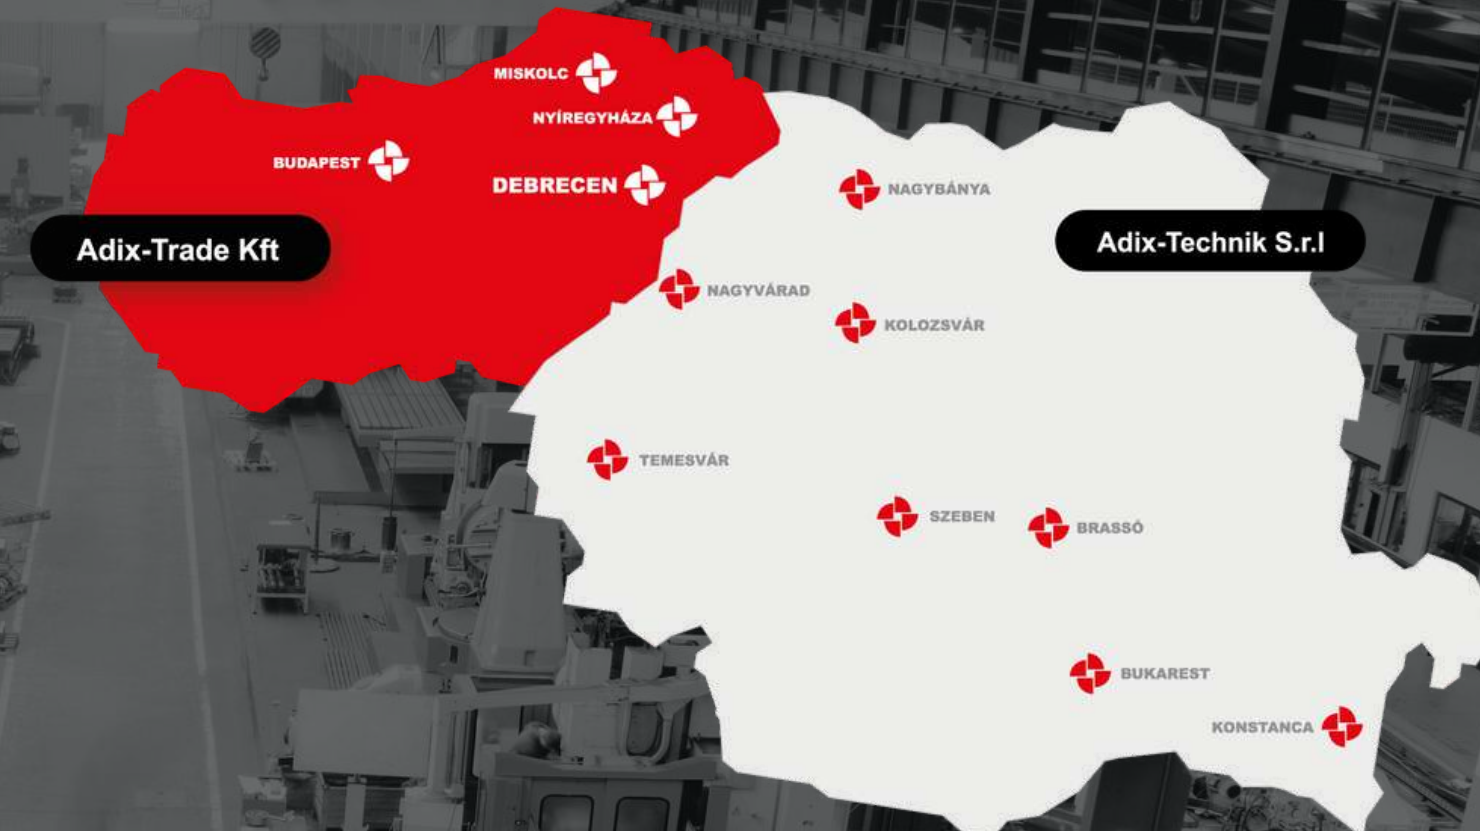 MISKOLC
NYÍREGYHÁZA
BUDAPEST
DEBRECEN
NAGYBÁNYA
Adix-Trade Kft
Adix-Technik S.r.l
NAGYVÁRAD
KOLOZSVÁR
TEMESVÁR
SZEBEN
BRASSÓ
BUKAREST
KONSTANCA